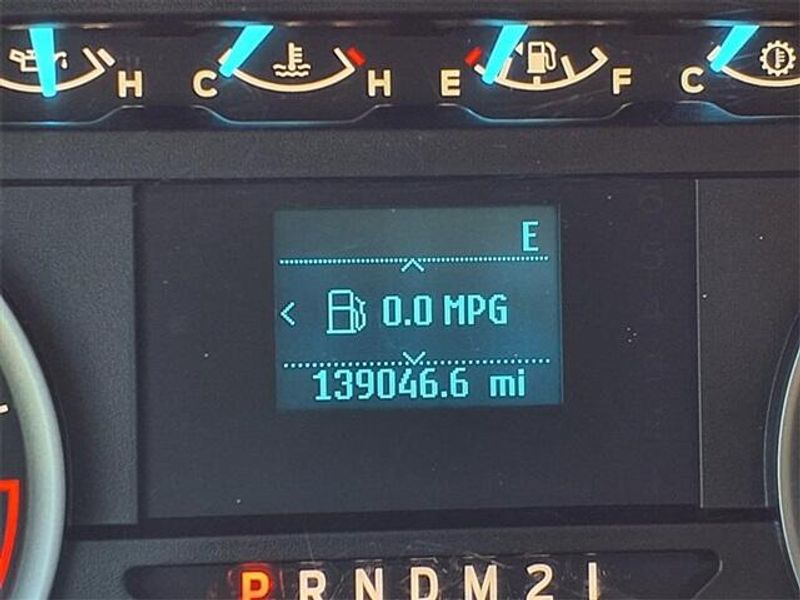 H C H E F C
E
0.0 MPG
139046.6 mi
P R N D M 2 1